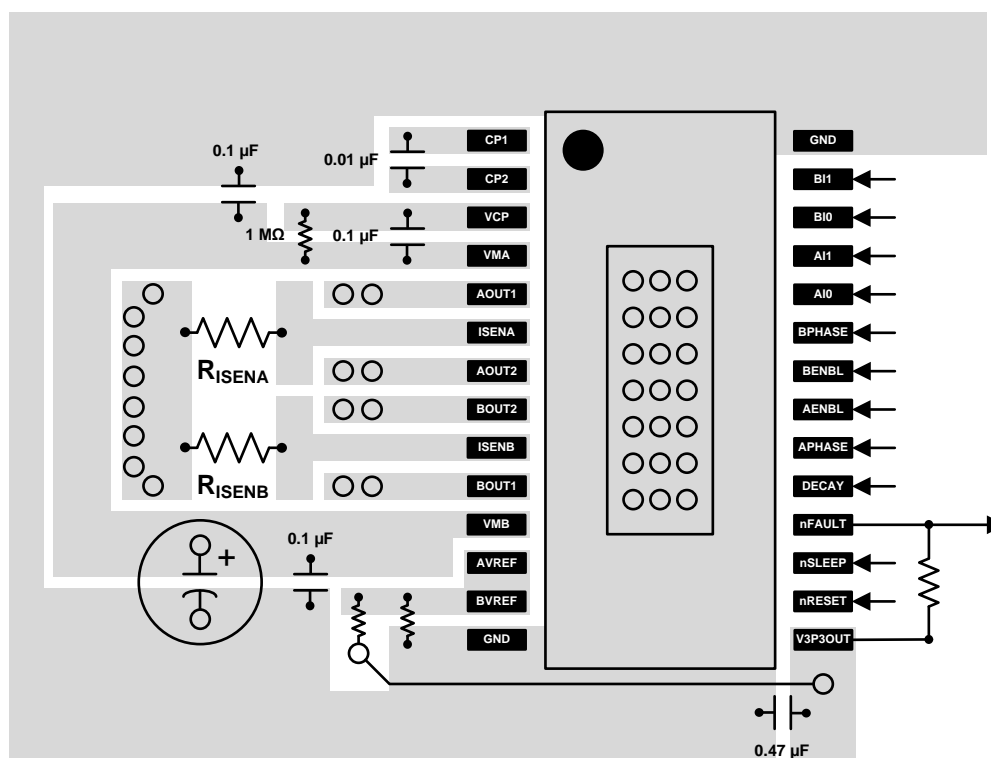 CP1
GND
0.1 µF
0.01 µF
CP2
BI1
VCP
BI0
1 MΩ
0.1 µF
VMA
AI1
AOUT1
AI0
ISENA
BPHASE
RISENA
AOUT2
BENBL
BOUT2
AENBL
ISENB
APHASE
RISENB
BOUT1
DECAY
VMB
nFAULT
0.1 µF
+
AVREF
nSLEEP
BVREF
nRESET
GND
V3P3OUT
0.47 µF